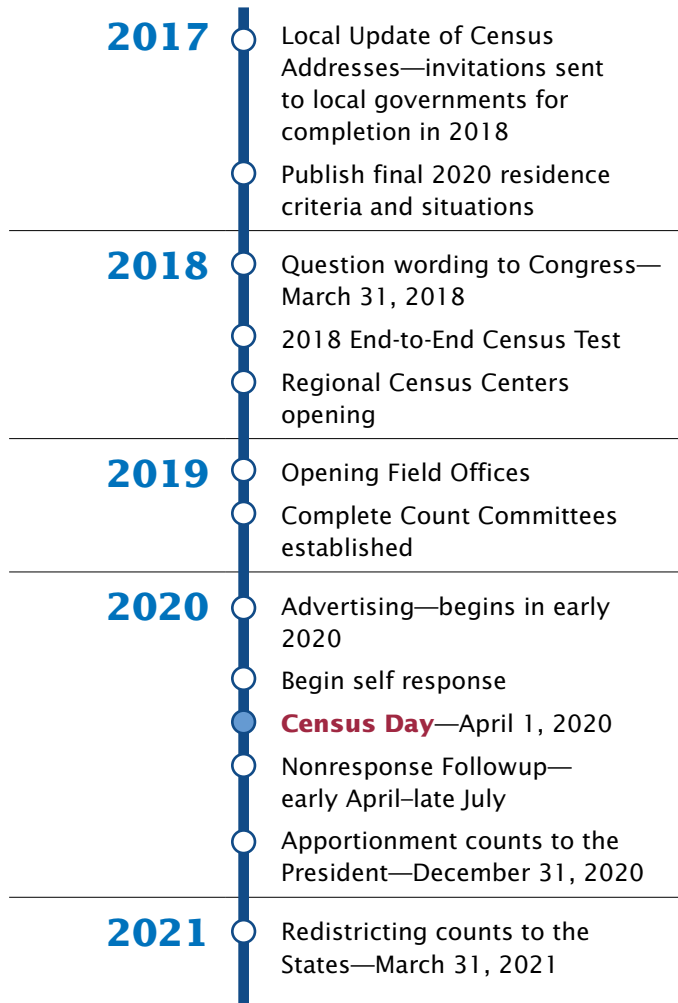 2017
Local Update of Census
Addresses—invitations sent
to local governments for
completion in 2018
Publish final 2020 residence
criteria and situations
2018
Question wording to Congress—
March 31, 2018
2018 End-to-End Census Test
Regional Census Centers
opening
2019
Opening Field Offices
Complete Count Committees
established
2020
Advertising—begins in early
2020
Begin self response
Census Day—April 1, 2020
Nonresponse Followup—
early April–late July
Apportionment counts to the
President—December 31, 2020
2021
Redistricting counts to the
States—March 31, 2021